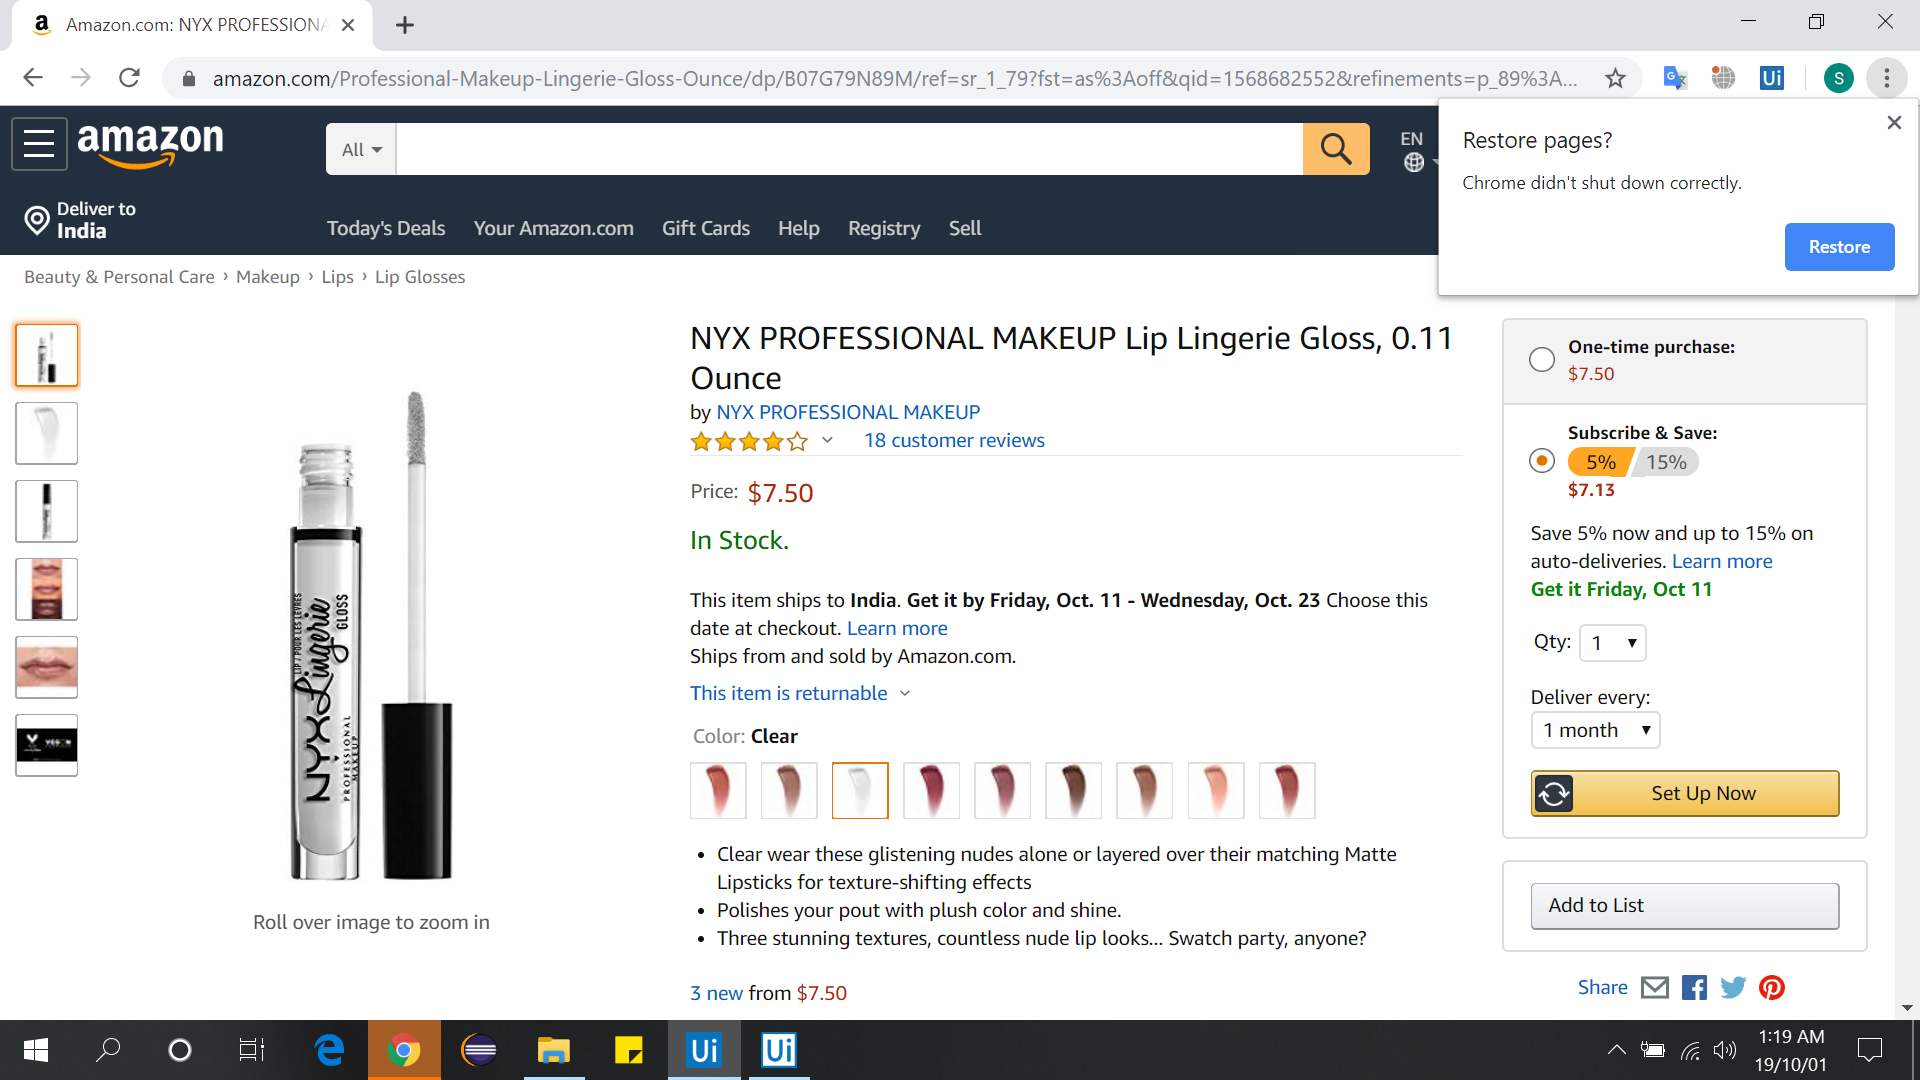 Amazon.com: NYX PROFESSIONA
amazon.com/Professional-Makeup-Lingerie-Gloss-Ounce/dp/B07G79N89M/ref=sr_1_79?fst=as%3Aoff&qid=1568682552&refinements=p_89%3A...
Ui
S
Restore pages?
Chrome didn't shut down correctly.
Restore
amazon
All
EN
Deliver to
India
Today's Deals
Your Amazon.com
Gift Cards
Help
Registry
Sell
Beauty & Personal Care › Makeup › Lips › Lip Glosses
LIP / POUR LES LEVRES
Lingerie
GLOSS
NYX
PROFESSIONAL
MAKEUP
Roll over image to zoom in
NYX PROFESSIONAL MAKEUP Lip Lingerie Gloss, 0.11
Ounce
by NYX PROFESSIONAL MAKEUP
18 customer reviews
Price: $7.50
In Stock.
This item ships to India. Get it by Friday, Oct. 11 - Wednesday, Oct. 23 Choose this
date at checkout. Learn more
Ships from and sold by Amazon.com.
This item is returnable
Color: Clear
• Clear wear these glistening nudes alone or layered over their matching Matte
Lipsticks for texture-shifting effects
• Polishes your pout with plush color and shine.
• Three stunning textures, countless nude lip looks... Swatch party, anyone?
3 new from $7.50
One-time purchase:
$7.50
Subscribe & Save:
5% 15%
$7.13
Save 5% now and up to 15% on
auto-deliveries. Learn more
Get it Friday, Oct 11
Qty: 1
Deliver every:
1 month
Set Up Now
Add to List
Share
Ui
Ui
1:19 AM
19/10/01